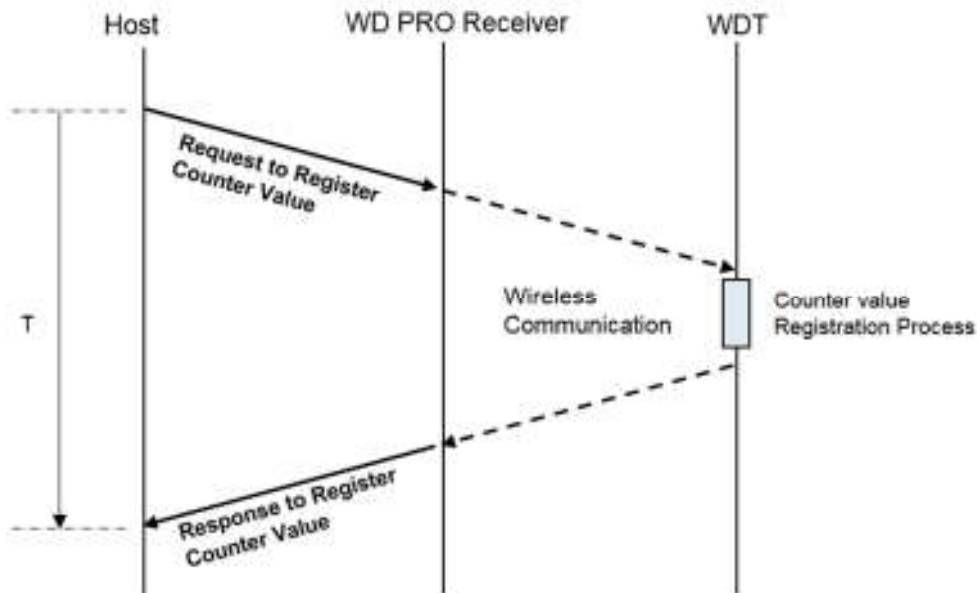 Host
WD PRO Receiver
WDT
Request to Register
Counter Value
Wireless
Communication
Counter value
Registration Process
T
Response to Register
Counter Value